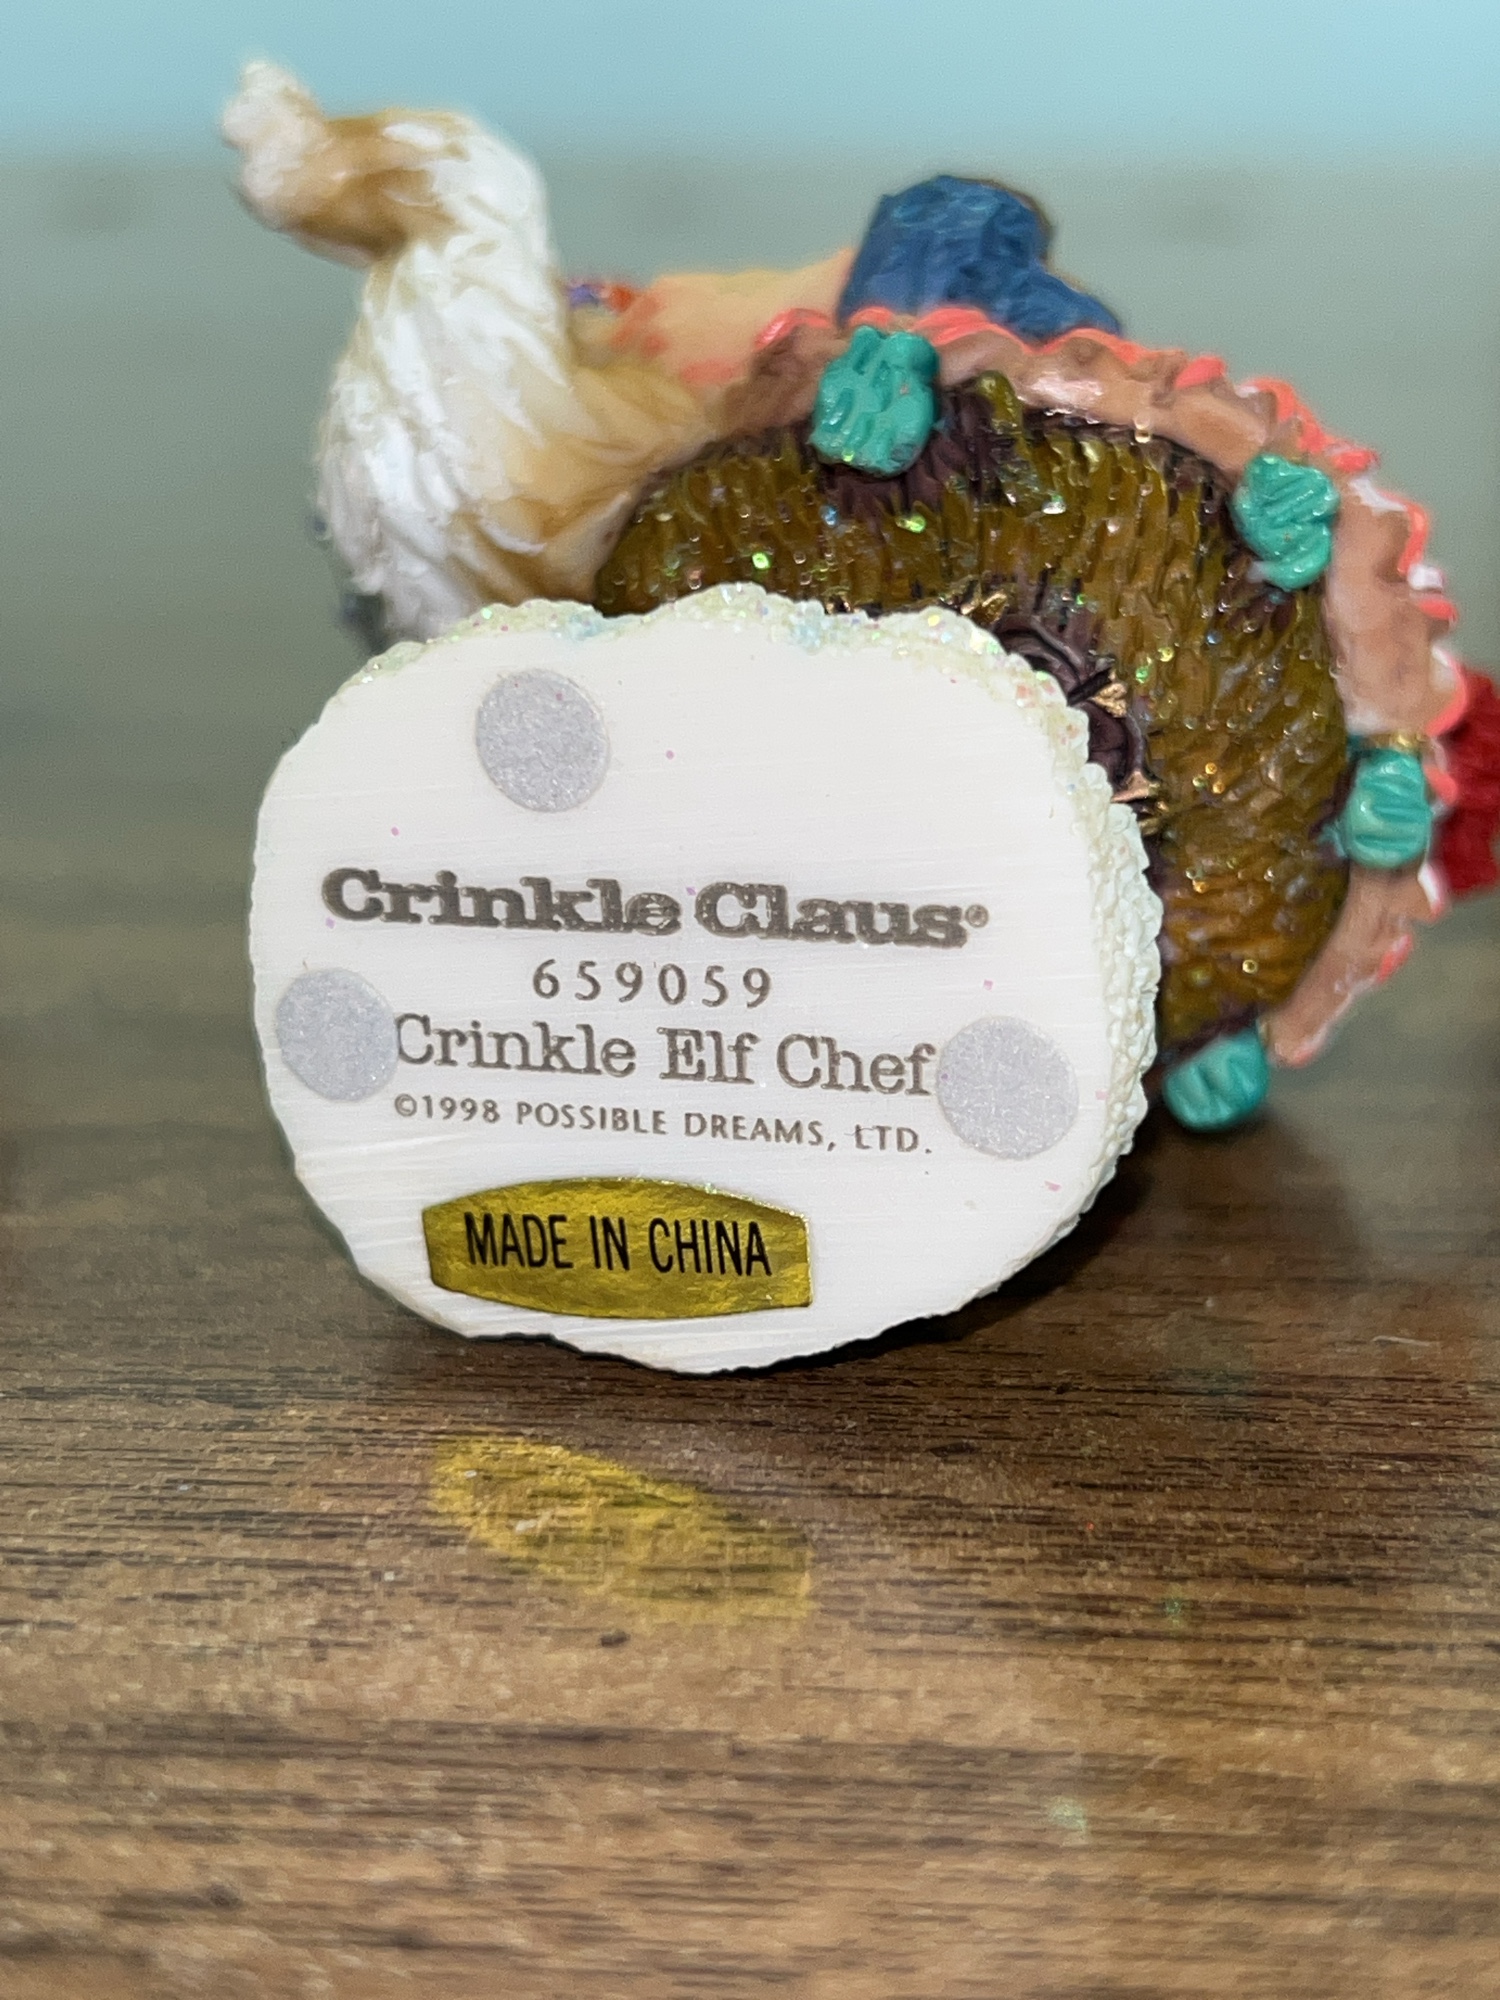 Crinkle Claus®
659059
Crinkle Elf Chef
©1998 POSSIBLE DREAMS, LTD.
MADE IN CHINA